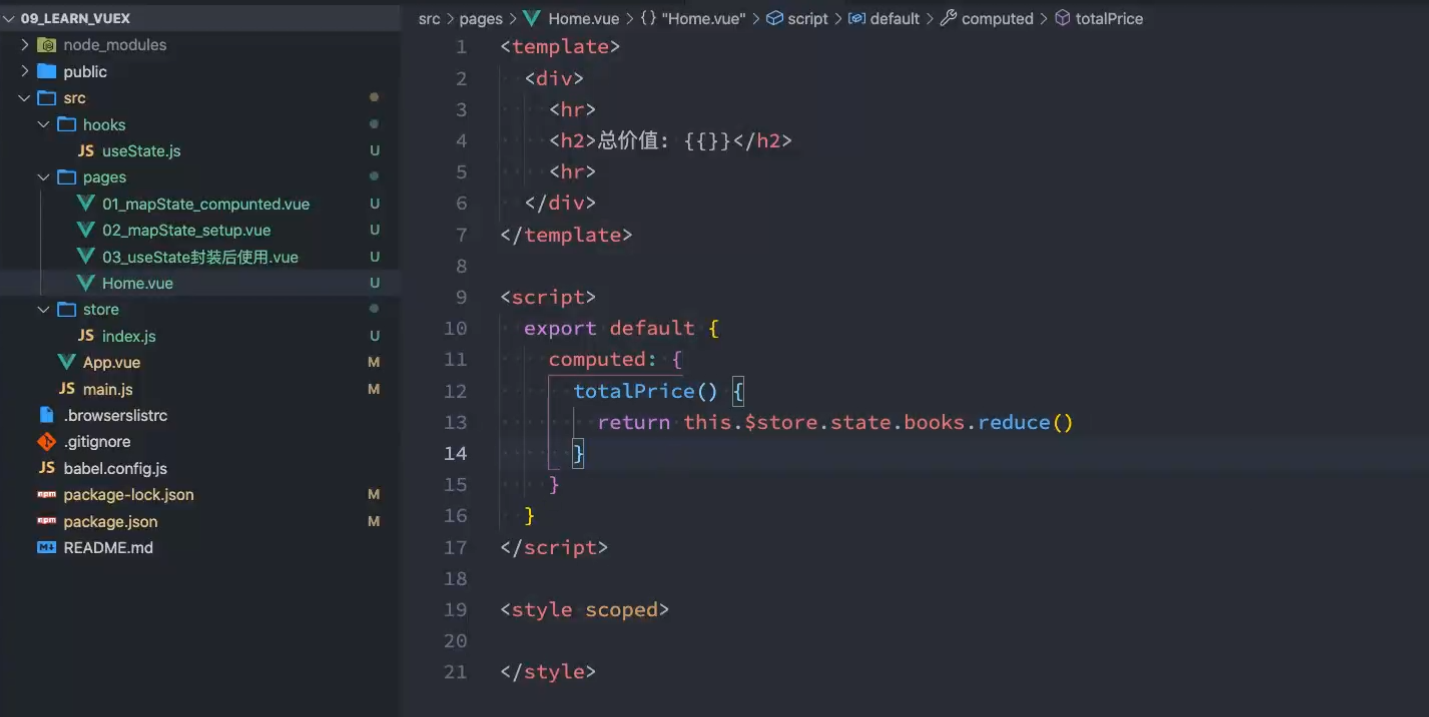 09_LEARN_VUEX
node_modules
public
src
hooks
JS useState.js U
pages
01_mapState_compunted.vue U
02_mapState_setup.vue U
03_useState封装后使用.vue U
Home.vue U
store
JS index.js U
App.vue M
JS main.js M
.browserslistrc
.gitignore
JS babel.config.js
npm package-lock.json M
npm package.json M
README.md
src > pages > Home.vue > {} "Home.vue" > script > default > computed > totalPrice
1 <template>
2 <div>
3 <hr>
4 <h2>总价值: {{}}</h2>
5 <hr>
6 </div>
7 </template>
8
9 <script>
10 export default {
11 computed: {
12 totalPrice() {
13 return this.$store.state.books.reduce()
14 }
15 }
16 }
17 </script>
18
19 <style scoped>
20
21 </style>